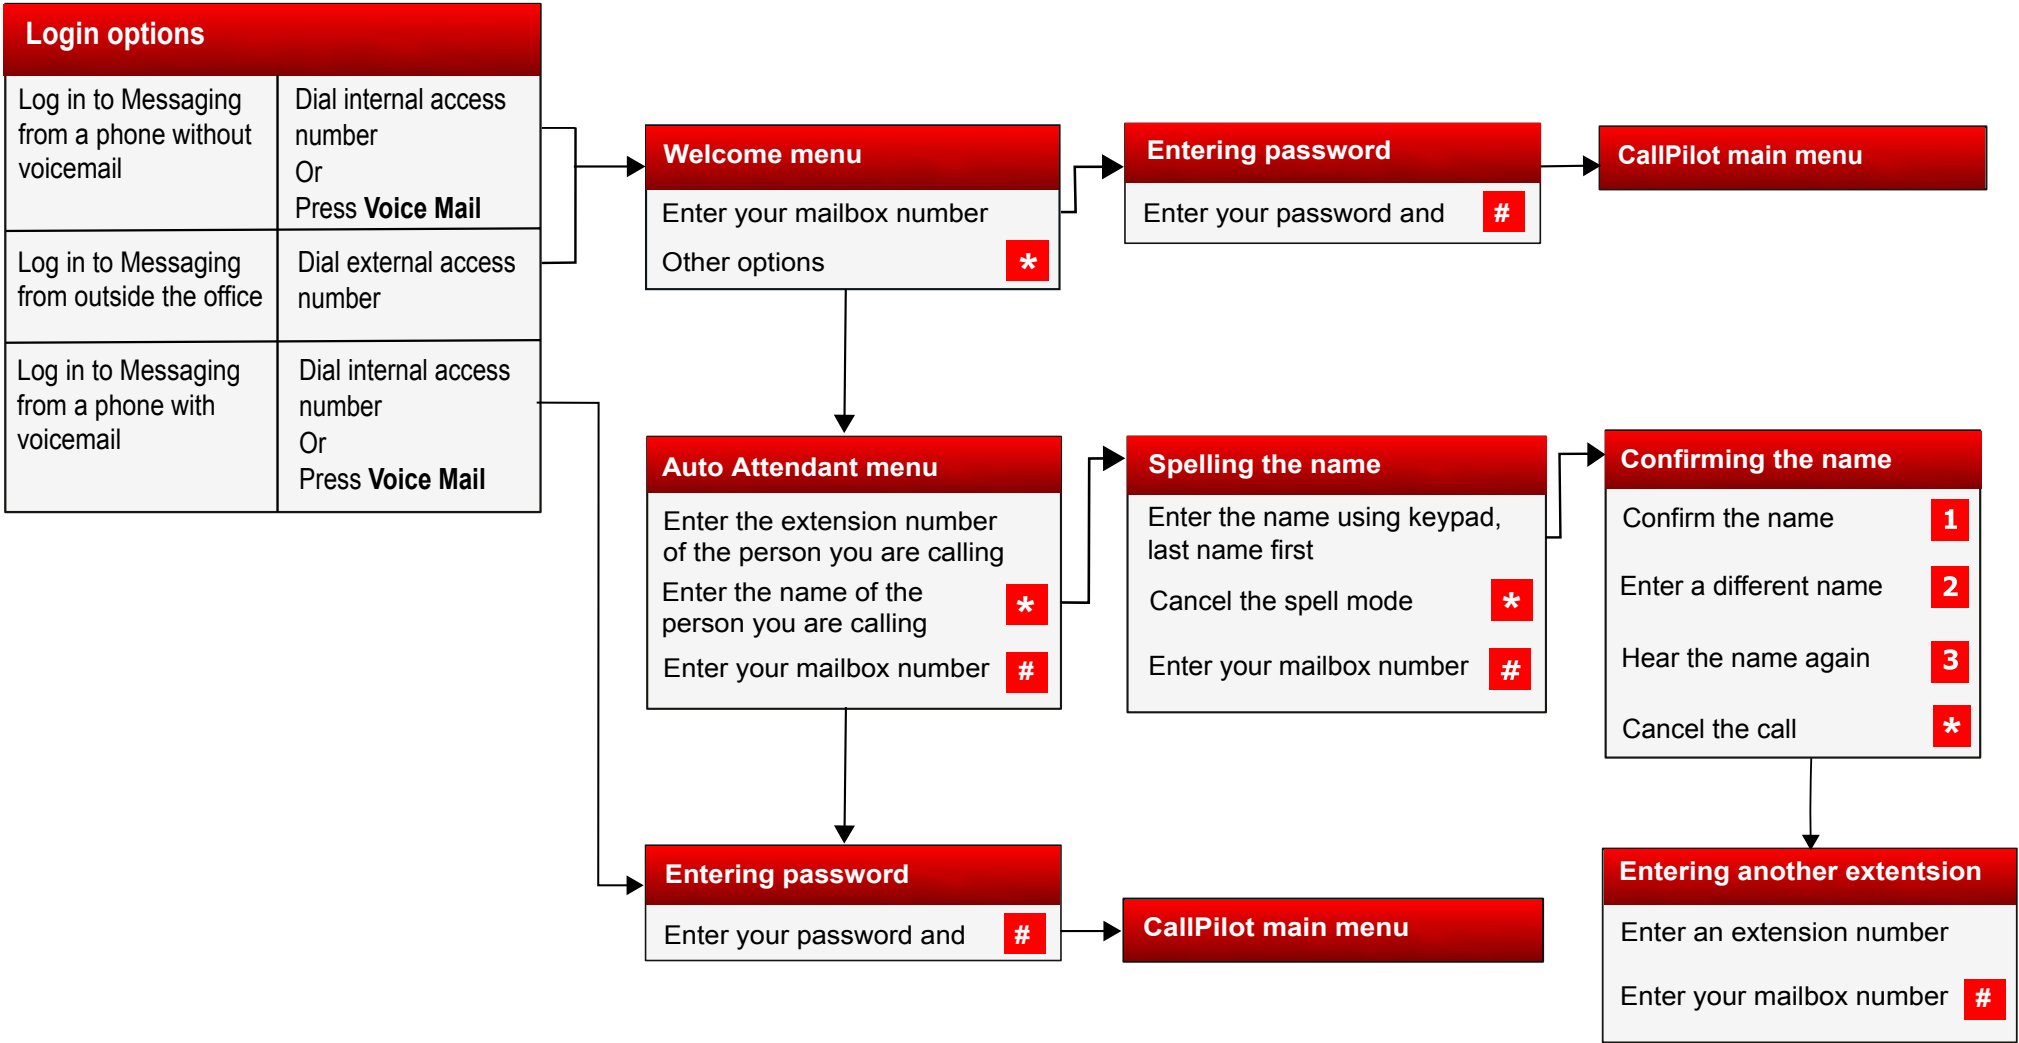 Login options
Log in to Messaging
from a phone without
voicemail
Dial internal access
number
Or
Press Voice Mail
Log in to Messaging
from outside the office
Dial external access
number
Log in to Messaging
from a phone with
voicemail
Dial internal access
number
Or
Press Voice Mail
Welcome menu
Enter your mailbox number
Other options *
Entering password
Enter your password and #
CallPilot main menu
Auto Attendant menu
Enter the extension number
of the person you are calling
Enter the name of the
person you are calling *
Enter your mailbox number #
Spelling the name
Enter the name using keypad,
last name first
Cancel the spell mode *
Enter your mailbox number #
Confirming the name
Confirm the name 1
Enter a different name 2
Hear the name again 3
Cancel the call *
Entering password
Enter your password and #
CallPilot main menu
Entering another extentsion
Enter an extension number
Enter your mailbox number #